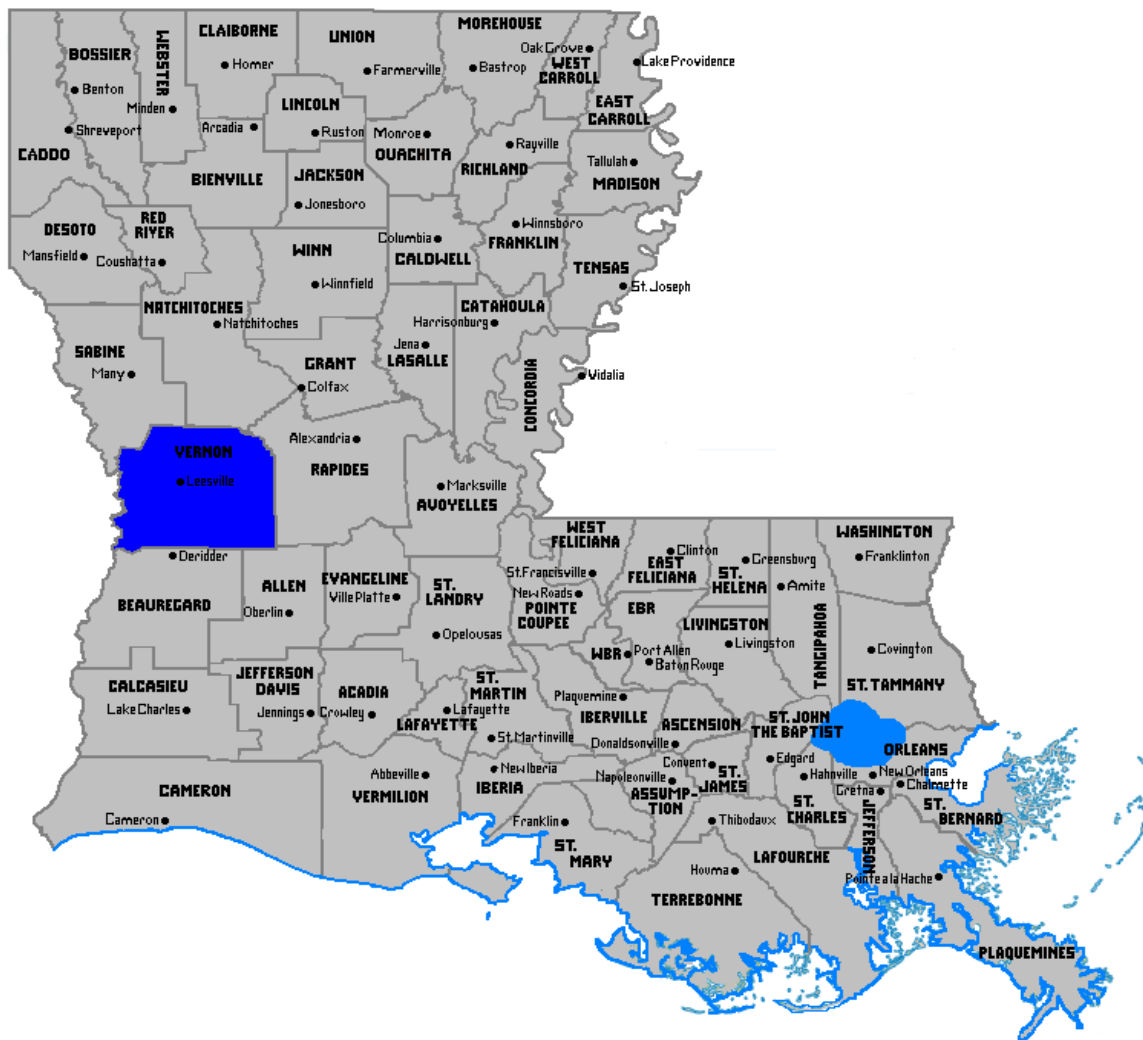 MOREHOUSE
CLAIBORNE
UNION
WEBSTER
BOSSIER
Oak Grove
WEST
CARROLL
Lake Providence
Homer
Farmerville
Bastrop
Benton
LINCOLN
EAST
CARROLL
Minden
Shreveport
Arcadia
Ruston
Monroe
OUACHITA
Rayville
CADDO
RICHLAND
Tallulah
MADISON
BIENVILLE
JACKSON
Jonesboro
RED
RIVER
DESOTO
Winnsboro
FRANKLIN
Columbia
CALDWELL
WINN
Mansfield
Coushatta
TENSAS
Winnfield
St. Joseph
NATCHITOCHES
Natchitoches
CATAHOULA
Harrisonburg
SABINE
Many
GRANT
Colfax
Jena
LASALLE
CONCORDIA
Vidalia
VERNON
Leesville
Alexandria
RAPIDES
Marksville
AVOYELLES
WEST
FELICIANA
WASHINGTON
Franklinton
Deridder
Clinton
EAST
FELICIANA
Greensburg
ST.
HELENA
Amite
St. Francisville
ALLEN
Oberlin
EVANGELINE
Ville Platte
ST.
LANDRY
New Roads
POINTE
COUPEE
BEAUREGARD
EBR
LIVINGSTON
Livingston
TANGIPAHOA
Opelousas
WBR
Port Allen
Baton Rouge
Covington
ST. TAMMANY
CALCASIEU
Lake Charles
JEFFERSON
DAVIS
Jennings
ACADIA
Crowley
ST.
MARTIN
Lafayette
LAFAYETTE
St. Martinville
Plaquemine
IBERVILLE
ASCENSION
Donaldsonville
ST. JOHN
THE BAPTIST
ORLEANS
Edgard
Convent
ST.
JAMES
Hahnville
New Orleans
Chalmette
Gretna
Abbeville
VERMILION
New Iberia
IBERIA
Napoleonville
ASSUMP-
TION
CAMERON
Cameron
Franklin
ST.
MARY
Thibodaux
ST.
CHARLES
JEFFERSON
ST.
BERNARD
LAFOURCHE
Houma
TERREBONNE
Pointe a la Hache
PLAQUEMINES